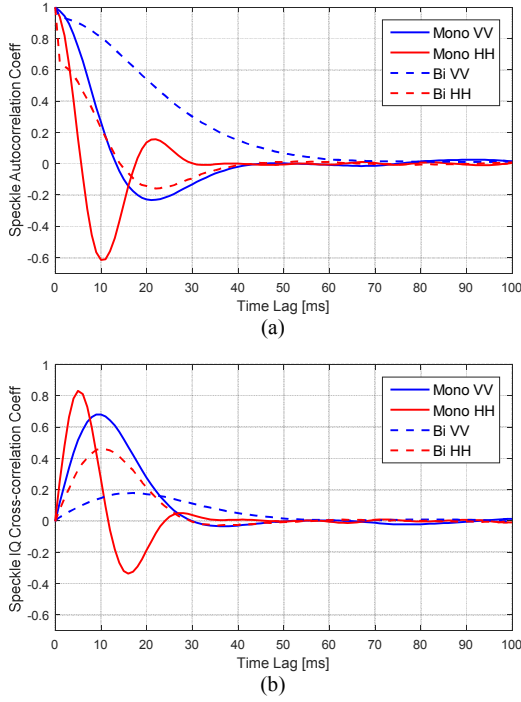 Speckle Autocorrelation Coeff
1
0.8
0.6
0.4
0.2
0
-0.2
-0.4
-0.6
Mono VV
Mono HH
Bi VV
Bi HH
0 10 20 30 40 50 60 70 80 90 100
Time Lag [ms]
(a)
Speckle IQ Cross-correlation Coeff
1
0.8
0.6
0.4
0.2
0
-0.2
-0.4
-0.6
Mono VV
Mono HH
Bi VV
Bi HH
0 10 20 30 40 50 60 70 80 90 100
Time Lag [ms]
(b)